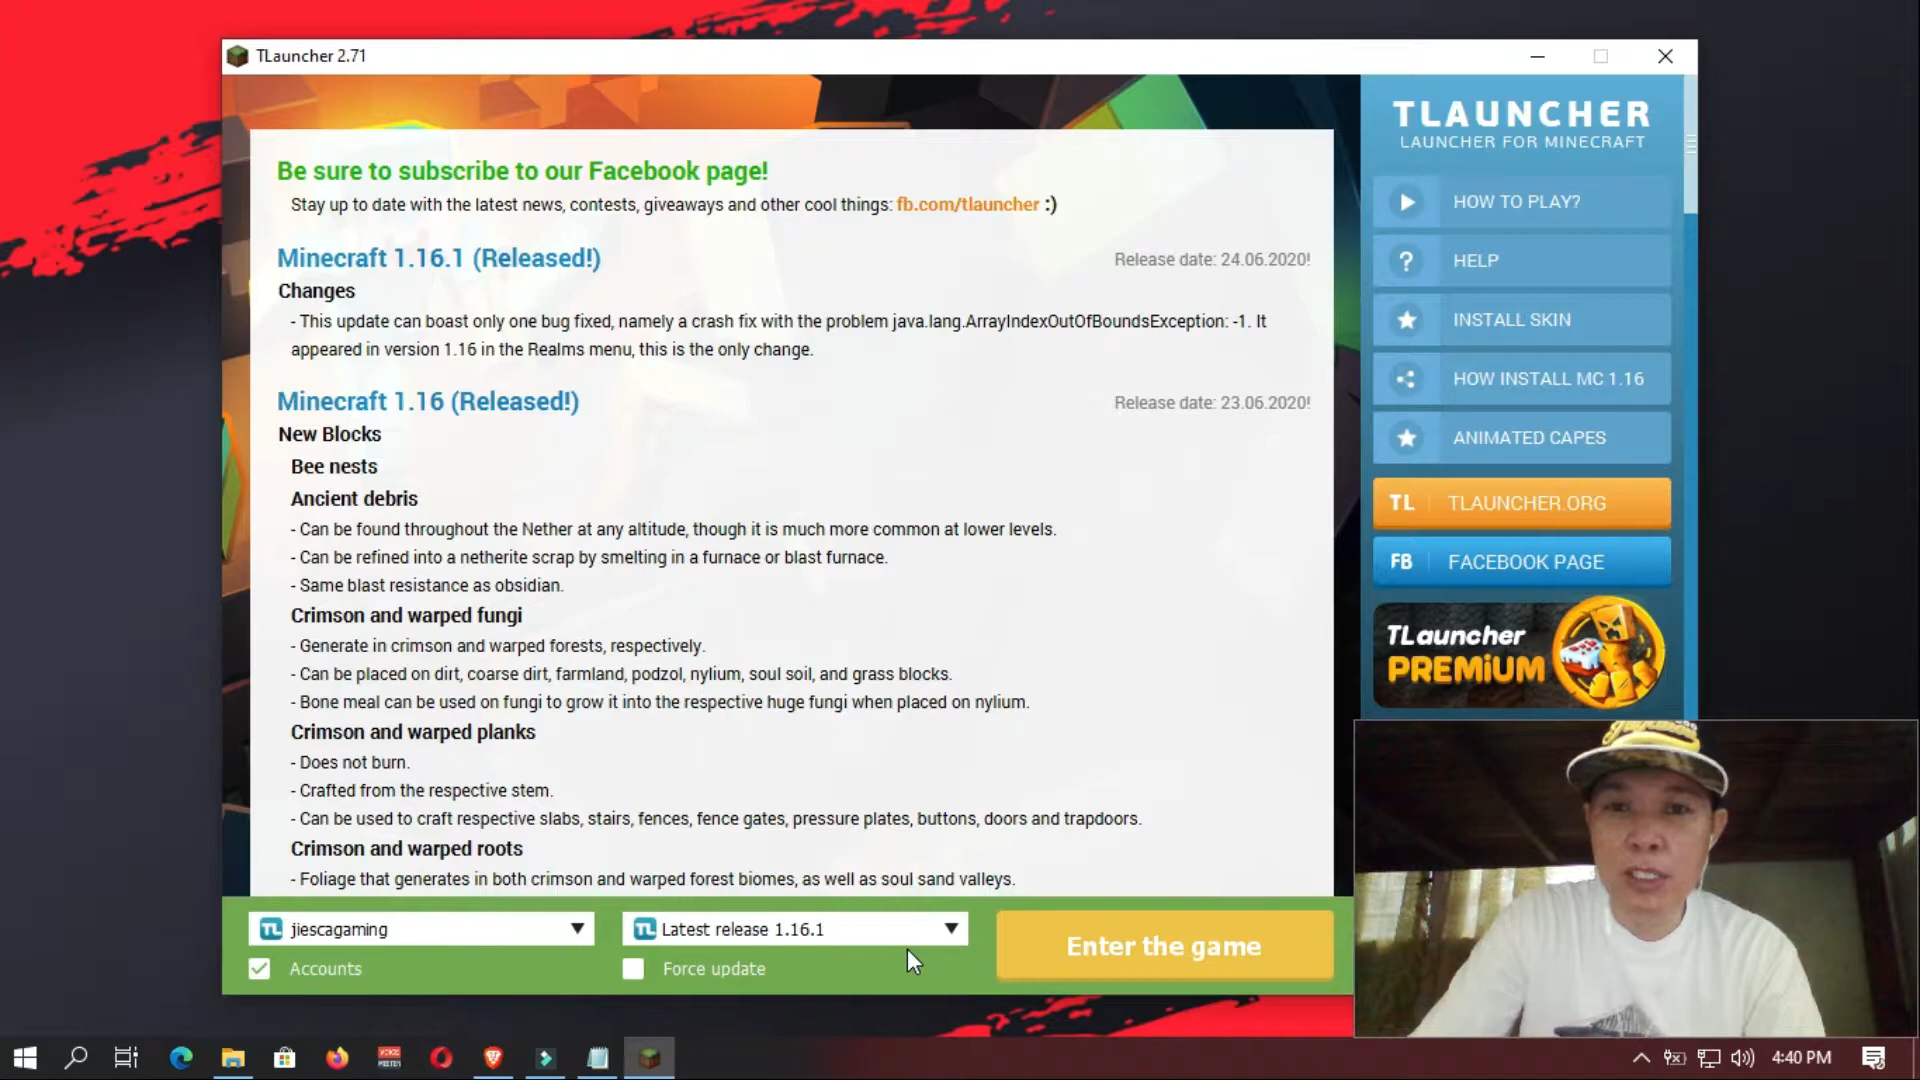 TLauncher 2.71
TLAUNCHER
LAUNCHER FOR MINECRAFT
Be sure to subscribe to our Facebook page!
Stay up to date with the latest news, contests, giveaways and other cool things: fb.com/tlauncher :)
Minecraft 1.16.1 (Released!)
Release date: 24.06.2020!
Changes
- This update can boast only one bug fixed, namely a crash fix with the problem java.lang.ArrayIndexOutOfBoundsException: -1. It
appeared in version 1.16 in the Realms menu, this is the only change.
Minecraft 1.16 (Released!)
Release date: 23.06.2020!
New Blocks
Bee nests
Ancient debris
- Can be found throughout the Nether at any altitude, though it is much more common at lower levels.
- Can be refined into a netherite scrap by smelting in a furnace or blast furnace.
- Same blast resistance as obsidian.
Crimson and warped fungi
- Generate in crimson and warped forests, respectively.
- Can be placed on dirt, coarse dirt, farmland, podzol, nylium, soul soil, and grass blocks.
- Bone meal can be used on fungi to grow it into the respective huge fungi when placed on nylium.
Crimson and warped planks
- Does not burn.
- Crafted from the respective stem.
- Can be used to craft respective slabs, stairs, fences, fence gates, pressure plates, buttons, doors and trapdoors.
Crimson and warped roots
- Foliage that generates in both crimson and warped forest biomes, as well as soul sand valleys.
HOW TO PLAY?
HELP
INSTALL SKIN
HOW INSTALL MC 1.16
ANIMATED CAPES
TL TLAUNCHER.ORG
FB FACEBOOK PAGE
TLauncher
PREMiUM
TL jiescagaming
TL Latest release 1.16.1
Enter the game
Accounts
Force update
4:40 PM